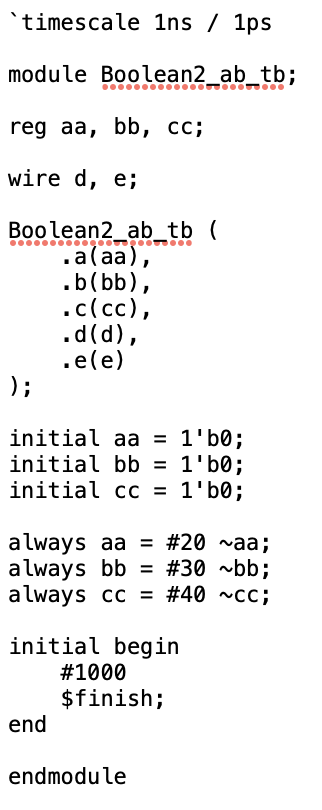 `timescale 1ns / 1ps
module Boolean2_ab_tb;
reg aa, bb, cc;
wire d, e;
Boolean2_ab_tb (
    .a(aa),
    .b(bb),
    .c(cc),
    .d(d),
    .e(e)
);
initial aa = 1'b0;
initial bb = 1'b0;
initial cc = 1'b0;
always aa = #20 ~aa;
always bb = #30 ~bb;
always cc = #40 ~cc;
initial begin
    #1000
    $finish;
end
endmodule